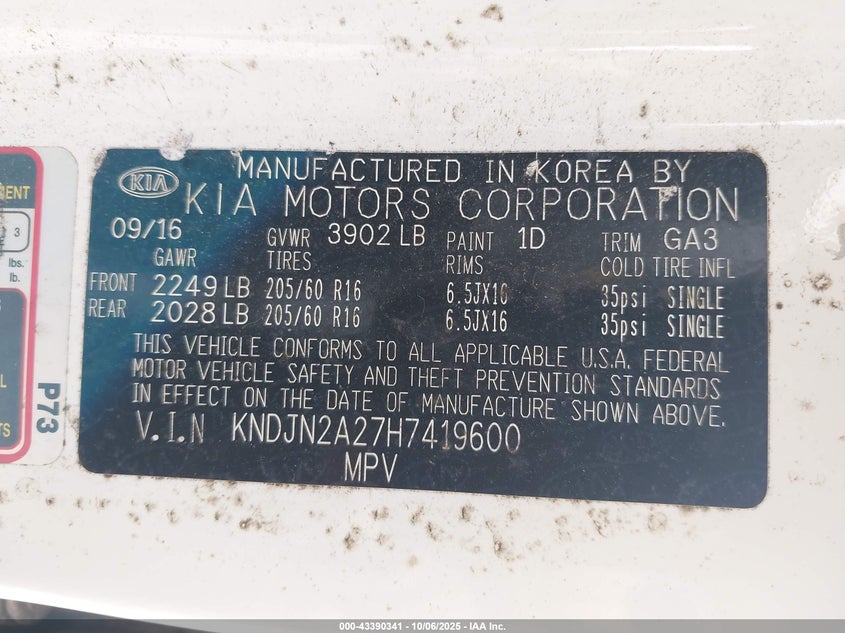 MANUFACTURED IN KOREA BY
KIA KIA MOTORS CORPORATION
09/16 GVWR 3902 LB PAINT 1D TRIM GA3
GAWR TIRES RIMS COLD TIRE INFL
FRONT 2249 LB 205/60 R16 6.5JX16 35psi SINGLE
REAR 2028 LB 205/60 R16 6.5JX16 35psi SINGLE
THIS VEHICLE CONFORMS TO ALL APPLICABLE U.S.A. FEDERAL
MOTOR VEHICLE SAFETY AND THEFT PREVENTION STANDARDS
IN EFFECT ON THE DATE OF MANUFACTURE SHOWN ABOVE.
V.I.N KNDJN2A27H7419600
MPV
3
lbs.
lb.
P73
000-43390341 - 10/06/2025 - IAA Inc.